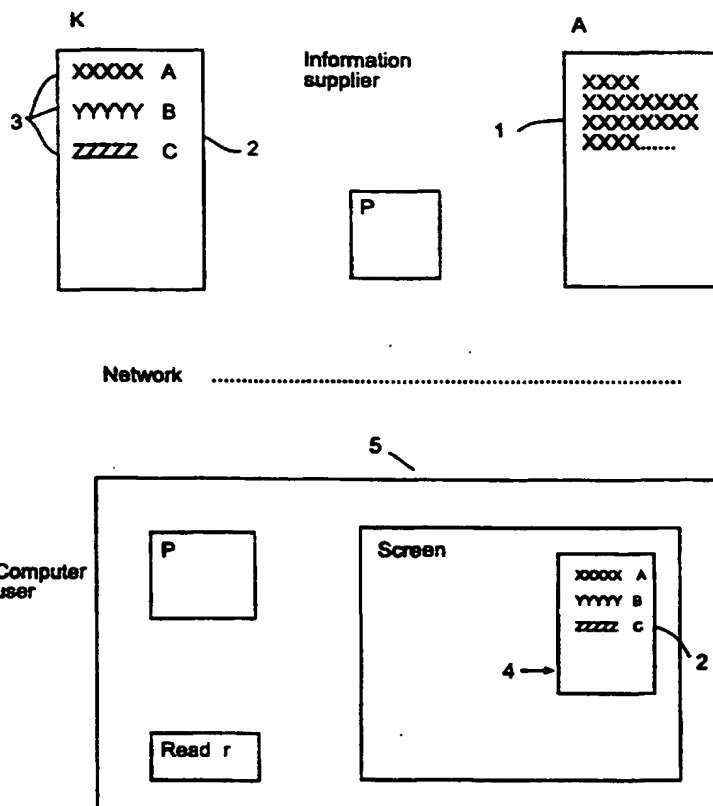 K
A
XXXXX A
YYYYY B
ZZZZZ C
3
2
Information
supplier
P
1
XXXX
XXXXXXXX
XXXXXXXX
XXXX......
Network ................................................
5
Computer
user
P
Screen
XXXXX A
YYYYY B
ZZZZZ C
4
2
Read r